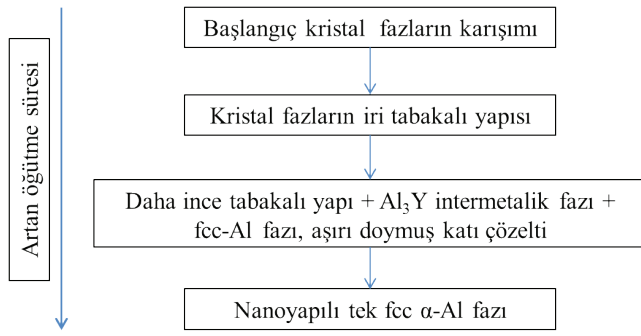 Artan öğütme süresi
Başlangıç kristal fazların karışımı
Kristal fazların iri tabakalı yapısı
Daha ince tabakalı yapı + Al₃Y intermetalik fazı +
fcc-Al fazı, aşırı doymuş katı çözelti
Nanoyapılı tek fcc α-Al fazı